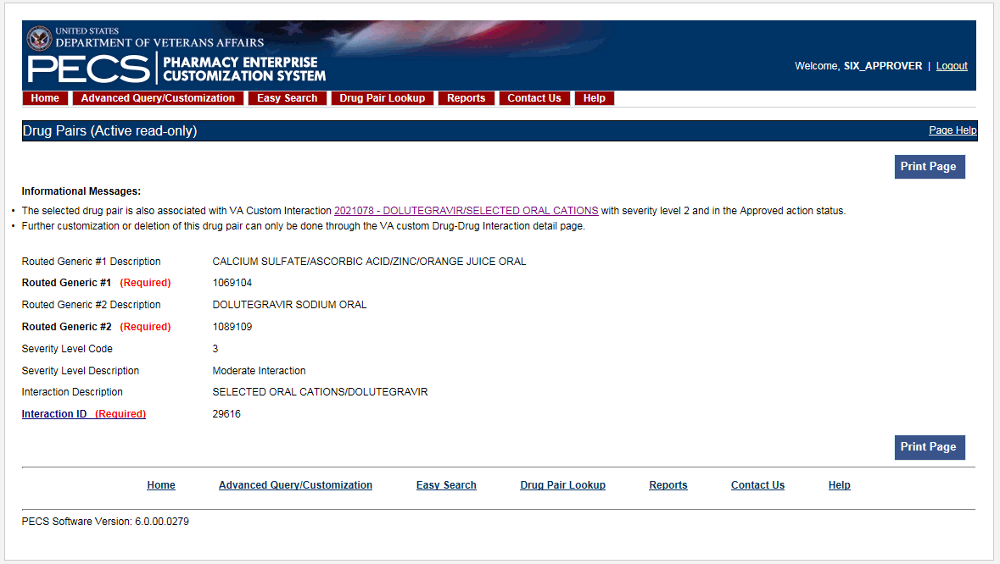 UNITED STATES
DEPARTMENT OF VETERANS AFFAIRS
PECS PHARMACY ENTERPRISE
CUSTOMIZATION SYSTEM
Welcome, SIX_APPROVER | Logout
Home Advanced Query/Customization Easy Search Drug Pair Lookup Reports Contact Us Help
Drug Pairs (Active read-only) Page Help
Print Page
Informational Messages:
• The selected drug pair is also associated with VA Custom Interaction 2021078 - DOLUTEGRAVIR/SELECTED ORAL CATIONS with severity level 2 and in the Approved action status.
• Further customization or deletion of this drug pair can only be done through the VA custom Drug-Drug Interaction detail page.
Routed Generic #1 Description CALCIUM SULFATE/ASCORBIC ACID/ZINC/ORANGE JUICE ORAL
Routed Generic #1 (Required) 1069104
Routed Generic #2 Description DOLUTEGRAVIR SODIUM ORAL
Routed Generic #2 (Required) 1089109
Severity Level Code 3
Severity Level Description Moderate Interaction
Interaction Description SELECTED ORAL CATIONS/DOLUTEGRAVIR
Interaction ID (Required) 29616
Print Page
Home Advanced Query/Customization Easy Search Drug Pair Lookup Reports Contact Us Help
PECS Software Version: 6.0.00.0279